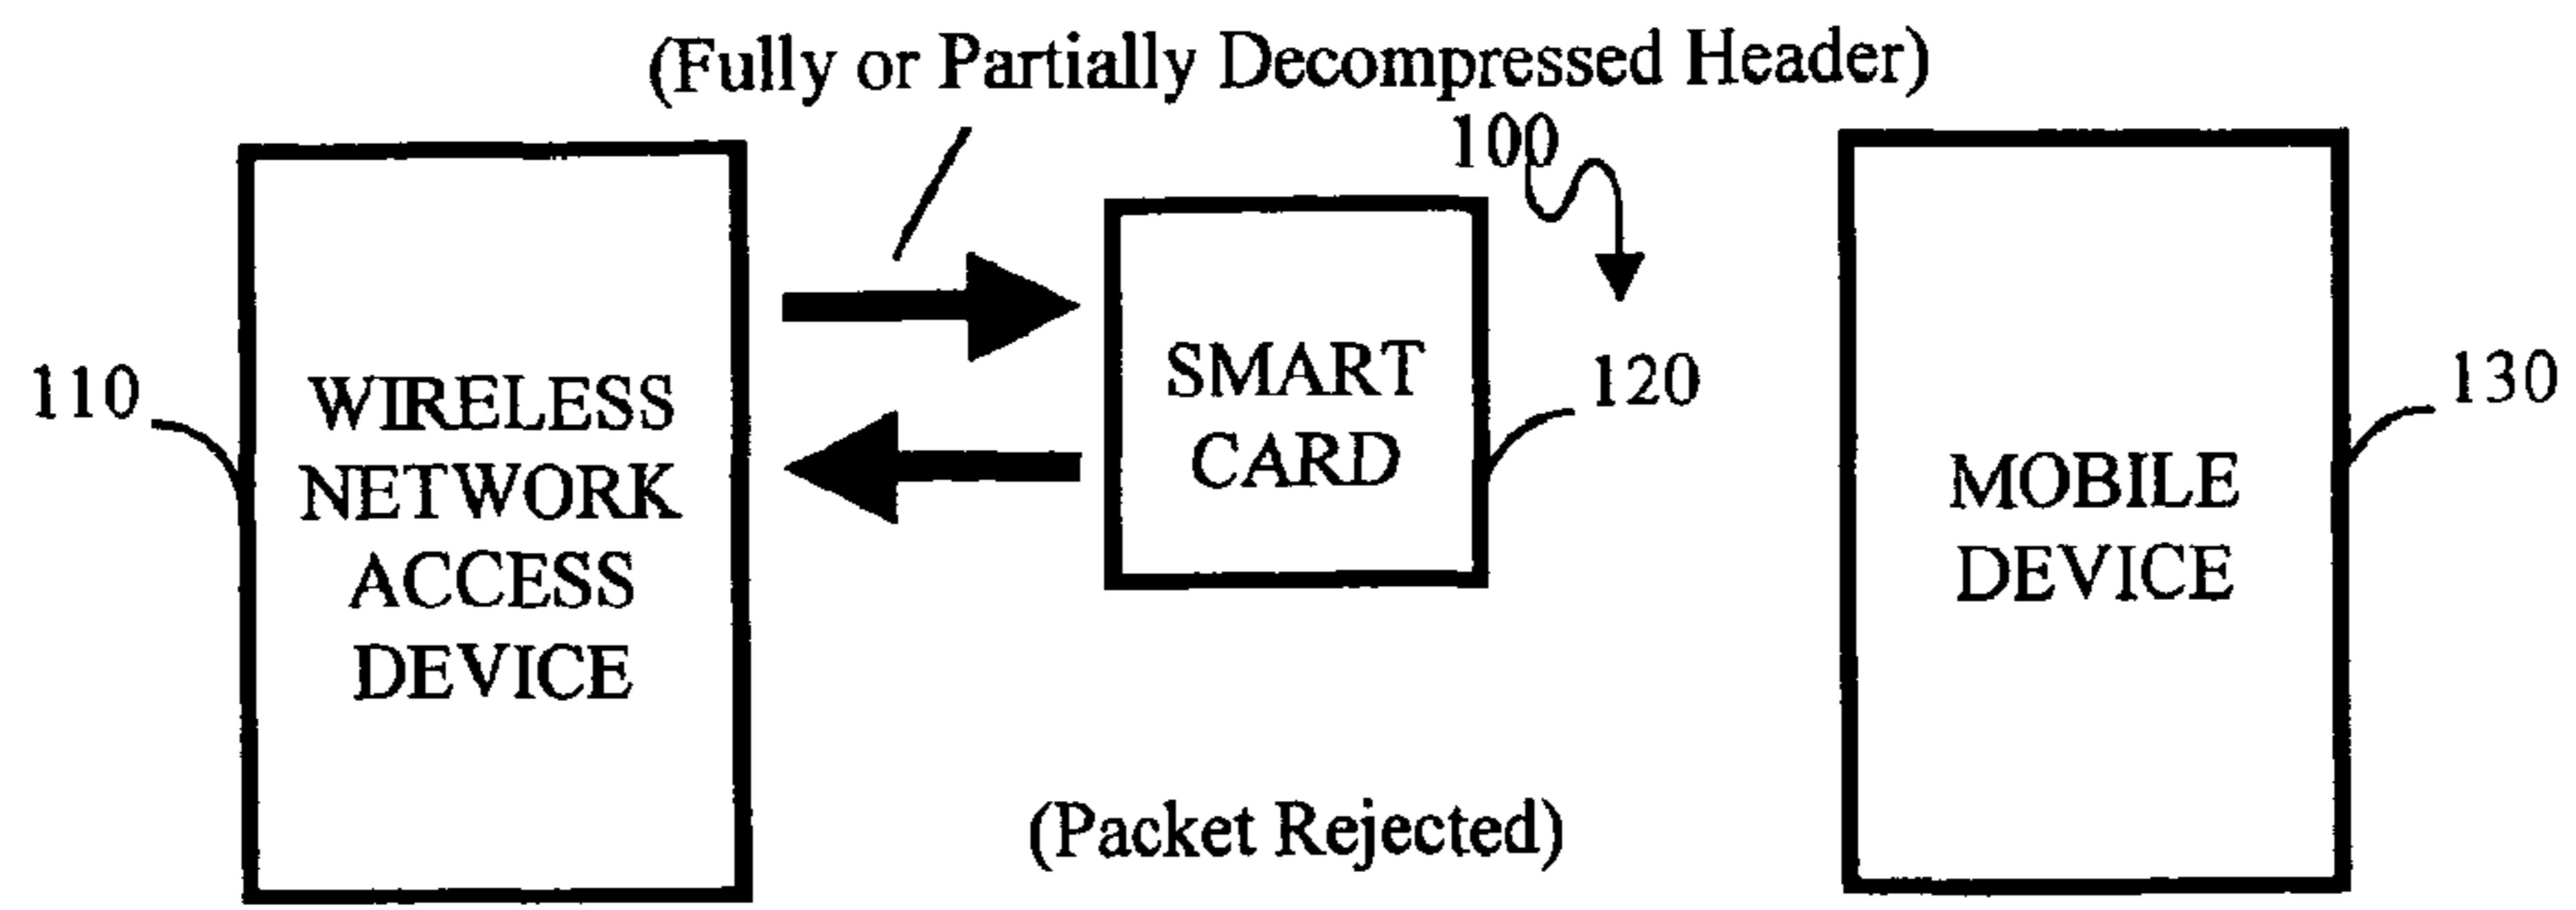 (Fully or Partially Decompressed Header)
100
110
WIRELESS
NETWORK
ACCESS
DEVICE
SMART
CARD
120
MOBILE
DEVICE
130
(Packet Rejected)